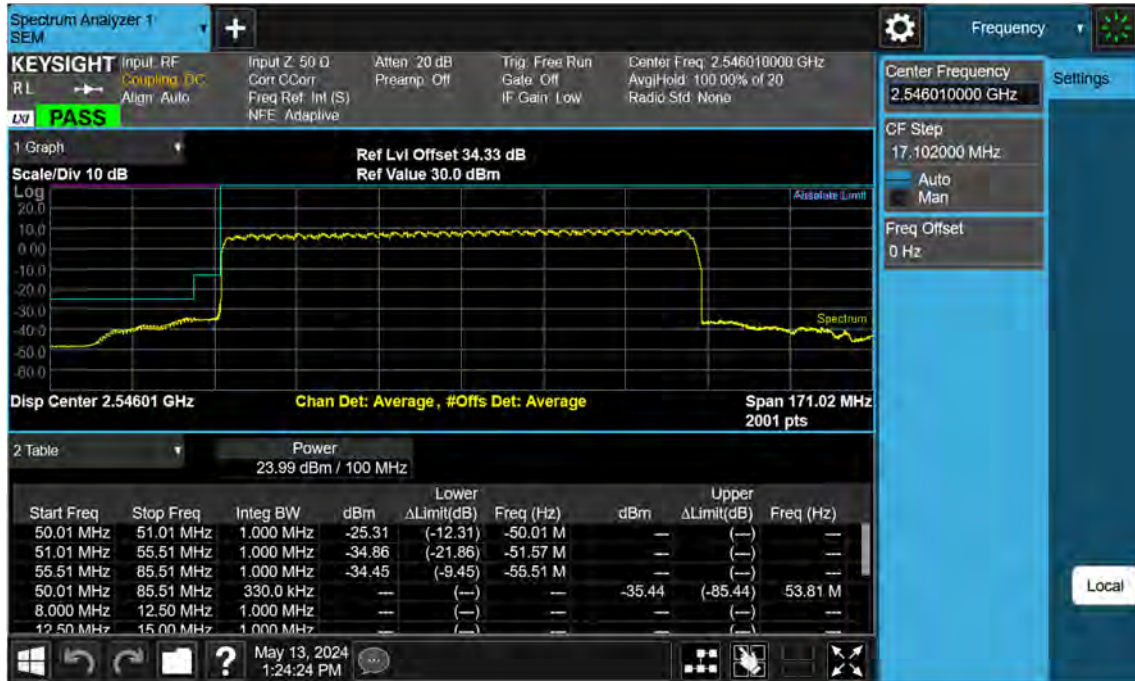 Spectrum Analyzer 1
SEM
Frequency
KEYSIGHT
RL
LXI PASS
Input: RF
Coupling: DC
Align: Auto
Input Z: 50 Ω
Corr CCorr
Freq Ref: Int (S)
NFE: Adaptive
Atten: 20 dB
Preamp: Off
Trig: Free Run
Gate: Off
IF Gain: Low
Center Freq: 2.546010000 GHz
Avg|Hold: 100.00% of 20
Radio Std: None
Center Frequency
2.546010000 GHz
Settings
CF Step
17.102000 MHz
Auto
Man
Freq Offset
0 Hz
Local
1 Graph
Scale/Div 10 dB
Ref Lvl Offset 34.33 dB
Ref Value 30.0 dBm
Log
Absolute Limit
20.0
10.0
0.00
-10.0
-20.0
-30.0
Spectrum
-40.0
-50.0
-60.0
Disp Center 2.54601 GHz
Chan Det: Average, #Offs Det: Average
Span 171.02 MHz
2001 pts
2 Table
Power
23.99 dBm / 100 MHz
Lower Upper
Start Freq Stop Freq Integ BW dBm ΔLimit(dB) Freq (Hz) dBm ΔLimit(dB) Freq (Hz)
50.01 MHz 51.01 MHz 1.000 MHz -25.31 (-12.31) -50.01 M --- (---) ---
51.01 MHz 55.51 MHz 1.000 MHz -34.86 (-21.86) -51.57 M --- (---) ---
55.51 MHz 85.51 MHz 1.000 MHz -34.45 (-9.45) -55.51 M --- (---) ---
50.01 MHz 85.51 MHz 330.0 kHz --- (---) --- -35.44 (-85.44) 53.81 M
8.000 MHz 12.50 MHz 1.000 MHz --- (---) --- --- (---) ---
12.50 MHz 15.00 MHz 1.000 MHz --- (---) --- --- (---) ---
May 13, 2024
1:24:24 PM